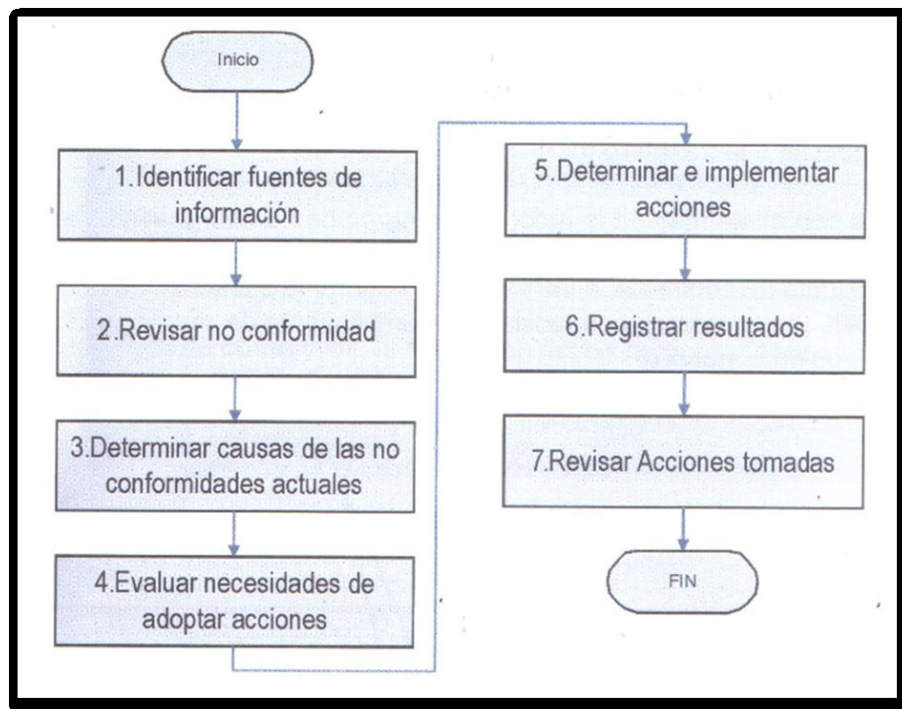 Inicio
1.Identificar fuentes de
información
2.Revisar no conformidad
3.Determinar causas de las no
conformidades actuales
4.Evaluar necesidades de
adoptar acciones
5.Determinar e implementar
acciones
6.Registrar resultados
7.Revisar Acciones tomadas
FIN